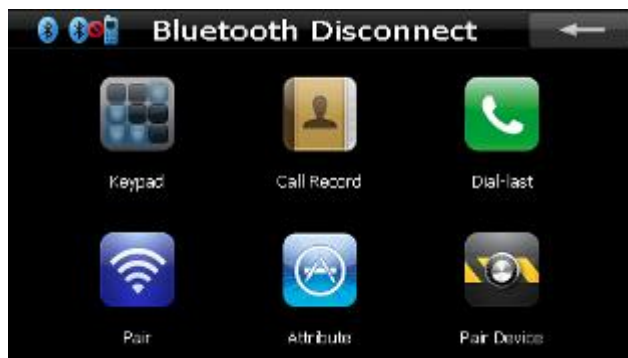 Bluetooth Disconnect
Keypad Call Record Dial-last
Pair Attribute Pair Device